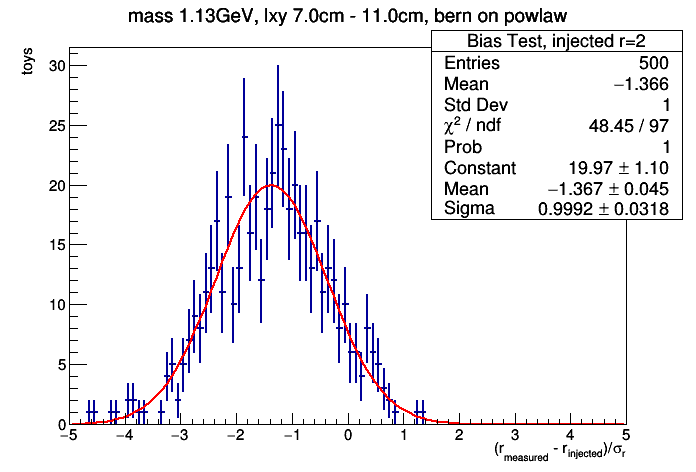 mass 1.13GeV, lxy 7.0cm - 11.0cm, bern on powlaw
Bias Test, injected r=2
Entries 500
Mean −1.366
Std Dev 1
χ² / ndf 48.45 / 97
Prob 1
Constant 19.97 ± 1.10
Mean −1.367 ± 0.045
Sigma 0.9992 ± 0.0318
toys
30
25
20
15
10
5
0
−5 −4 −3 −2 −1 0 1 2 3 4 5
(r_measured - r_injected)/σ_r